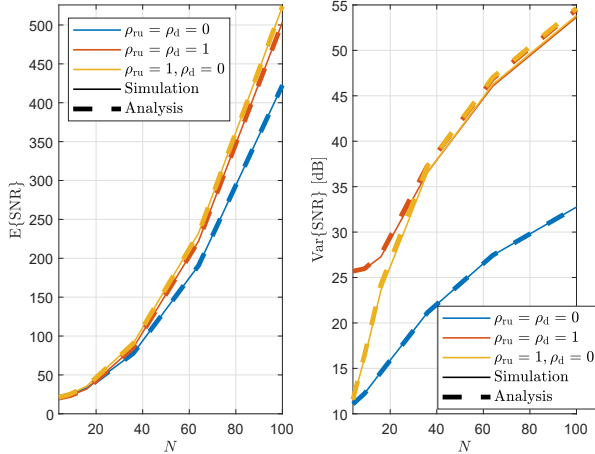 550
500
450
400
350
300
250
200
150
100
50
0
E{SNR}
20 40 60 80 100
N
ρru = ρd = 0
ρru = ρd = 1
ρru = 1, ρd = 0
Simulation
Analysis
55
50
45
40
35
30
25
20
15
10
Var{SNR} [dB]
20 40 60 80 100
N
ρru = ρd = 0
ρru = ρd = 1
ρru = 1, ρd = 0
Simulation
Analysis